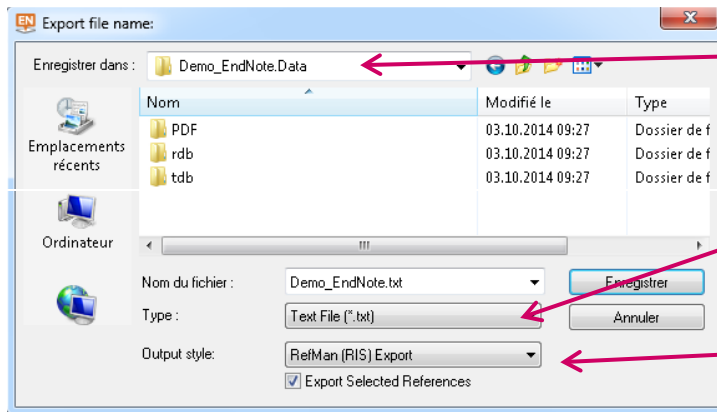 EN Export file name:
Enregistrer dans : Demo_EndNote.Data
Nom Modifié le Type
PDF 03.10.2014 09:27 Dossier de f
rdb 03.10.2014 09:27 Dossier de f
tdb 03.10.2014 09:27 Dossier de f
Emplacements
récents
Ordinateur
Nom du fichier : Demo_EndNote.txt Enregistrer
Type : Text File (*.txt) Annuler
Output style: RefMan (RIS) Export
Export Selected References